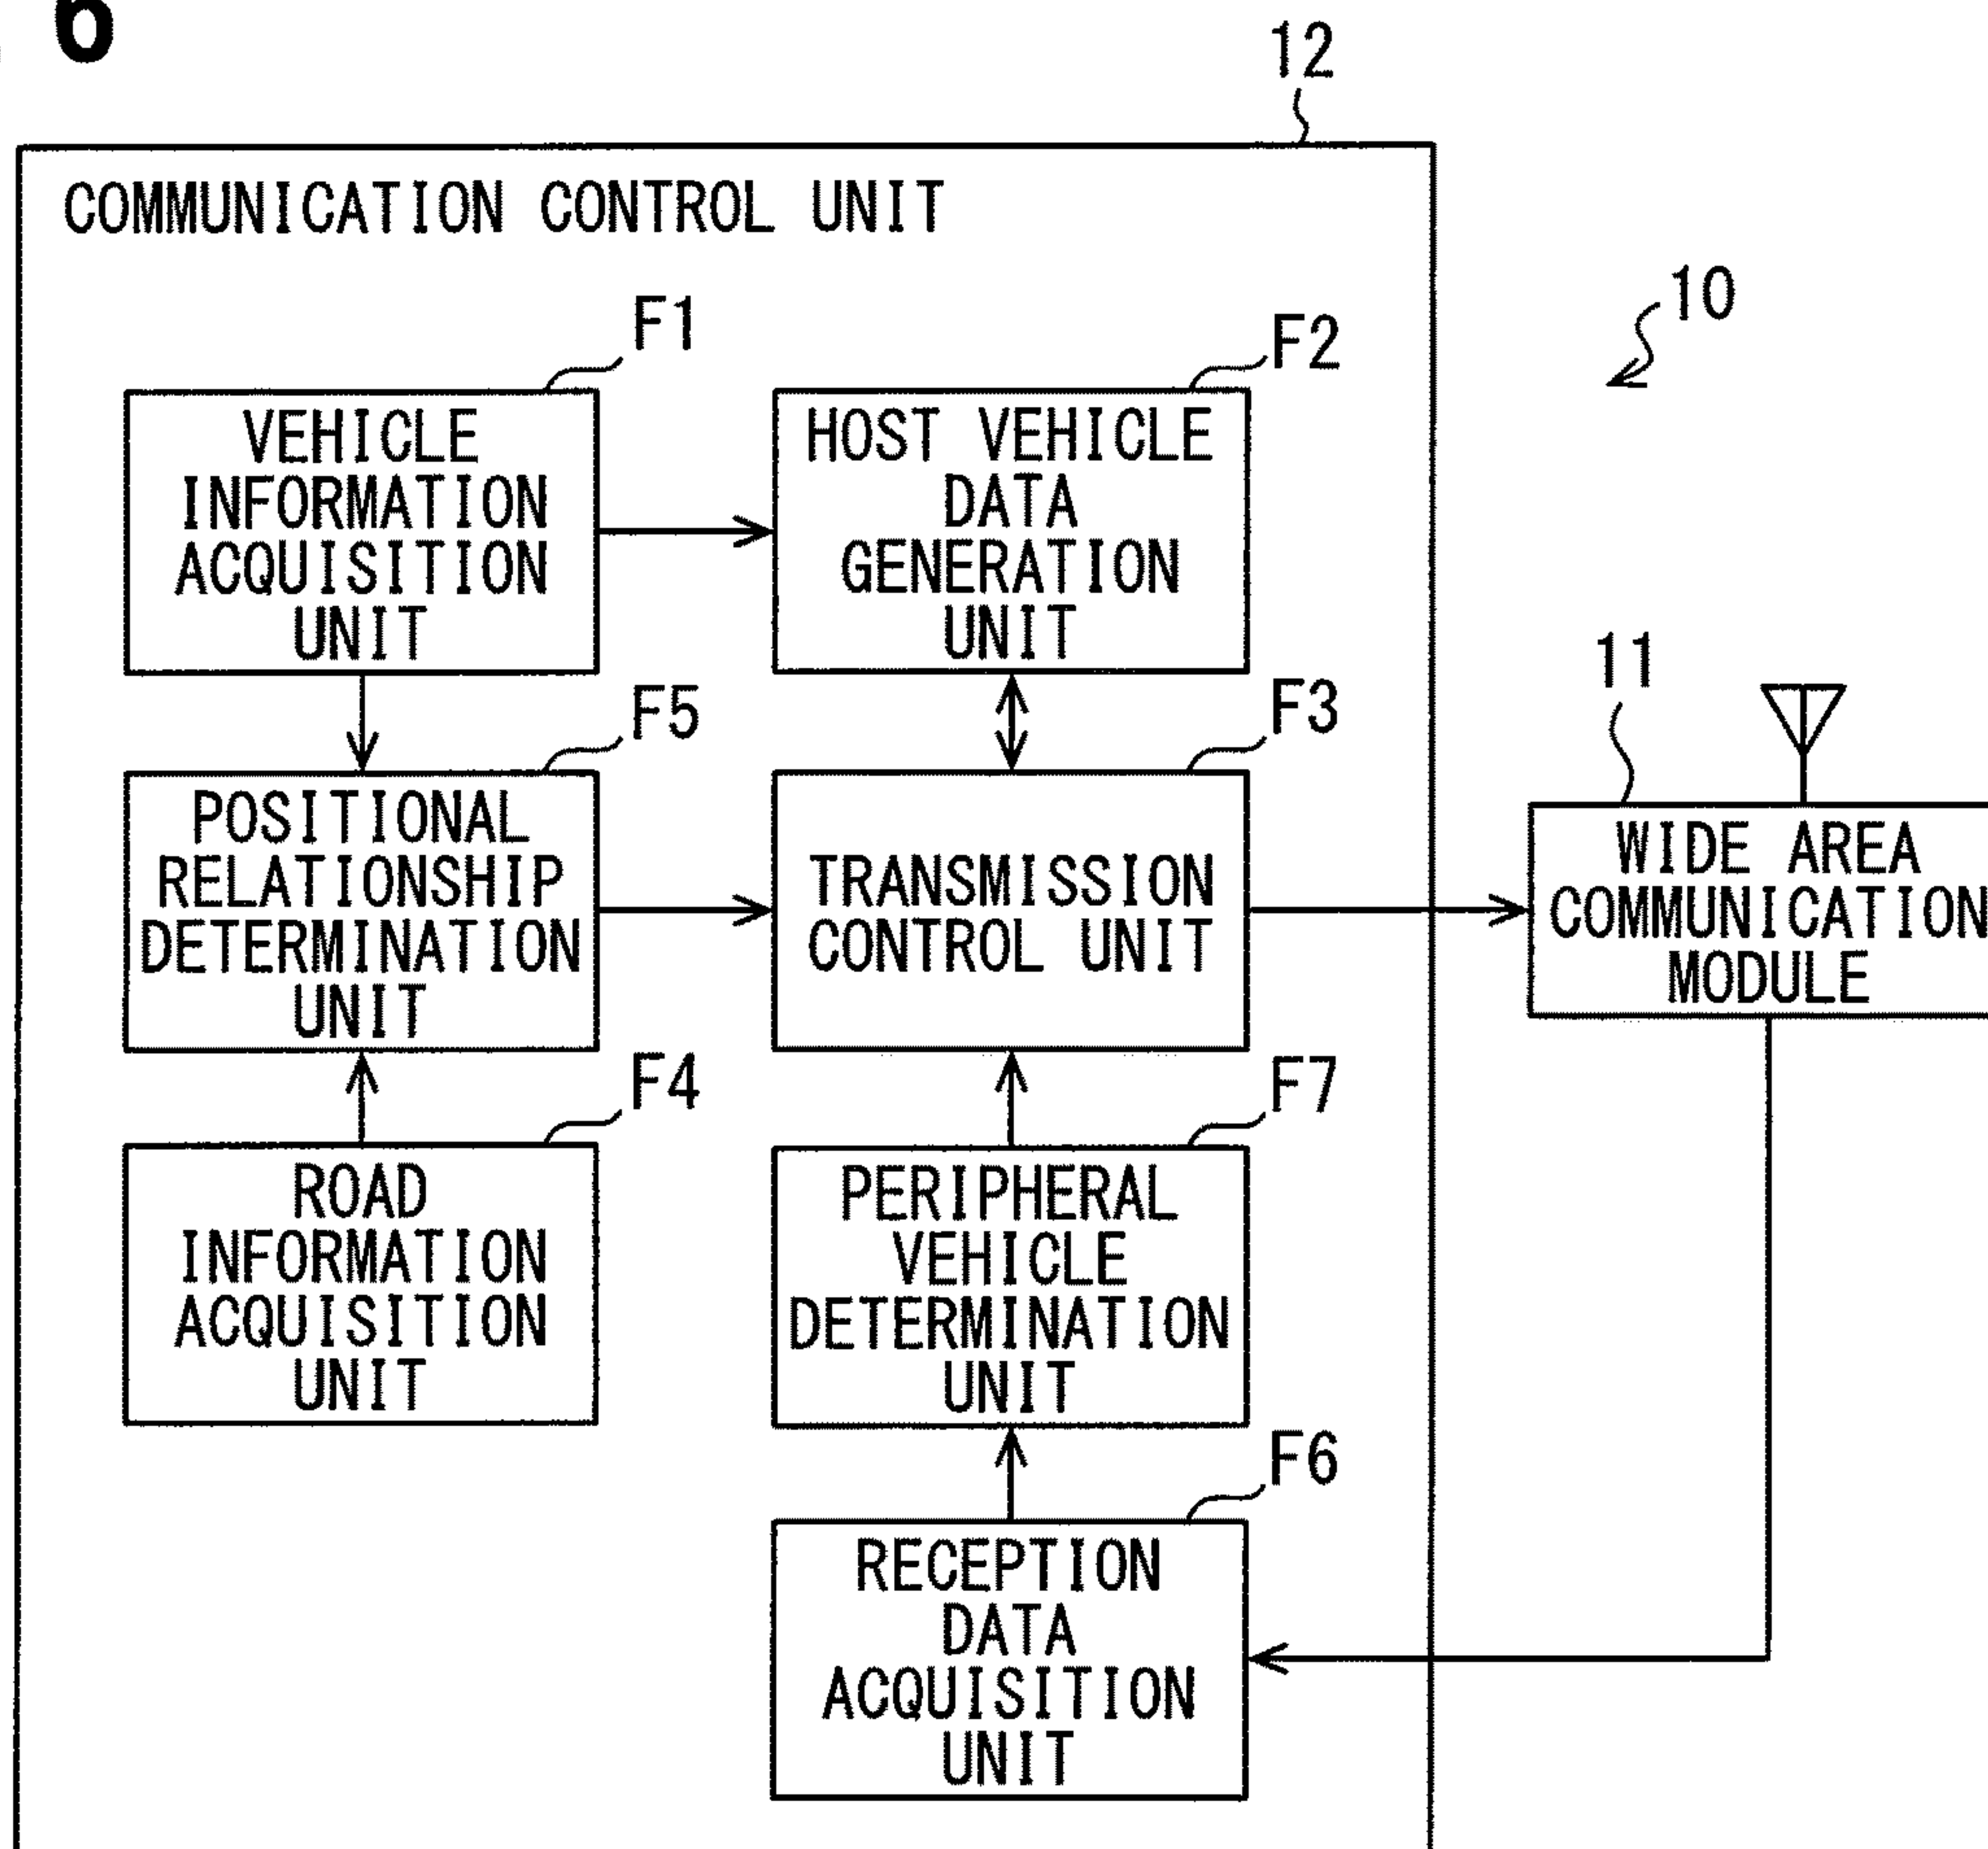 6
12
COMMUNICATION CONTROL UNIT
10
F1
F2
VEHICLE
INFORMATION
ACQUISITION
UNIT
HOST VEHICLE
DATA
GENERATION
UNIT
11
F5
F3
POSITIONAL
RELATIONSHIP
DETERMINATION
UNIT
TRANSMISSION
CONTROL UNIT
WIDE AREA
COMMUNICATION
MODULE
F4
F7
ROAD
INFORMATION
ACQUISITION
UNIT
PERIPHERAL
VEHICLE
DETERMINATION
UNIT
F6
RECEPTION
DATA
ACQUISITION
UNIT